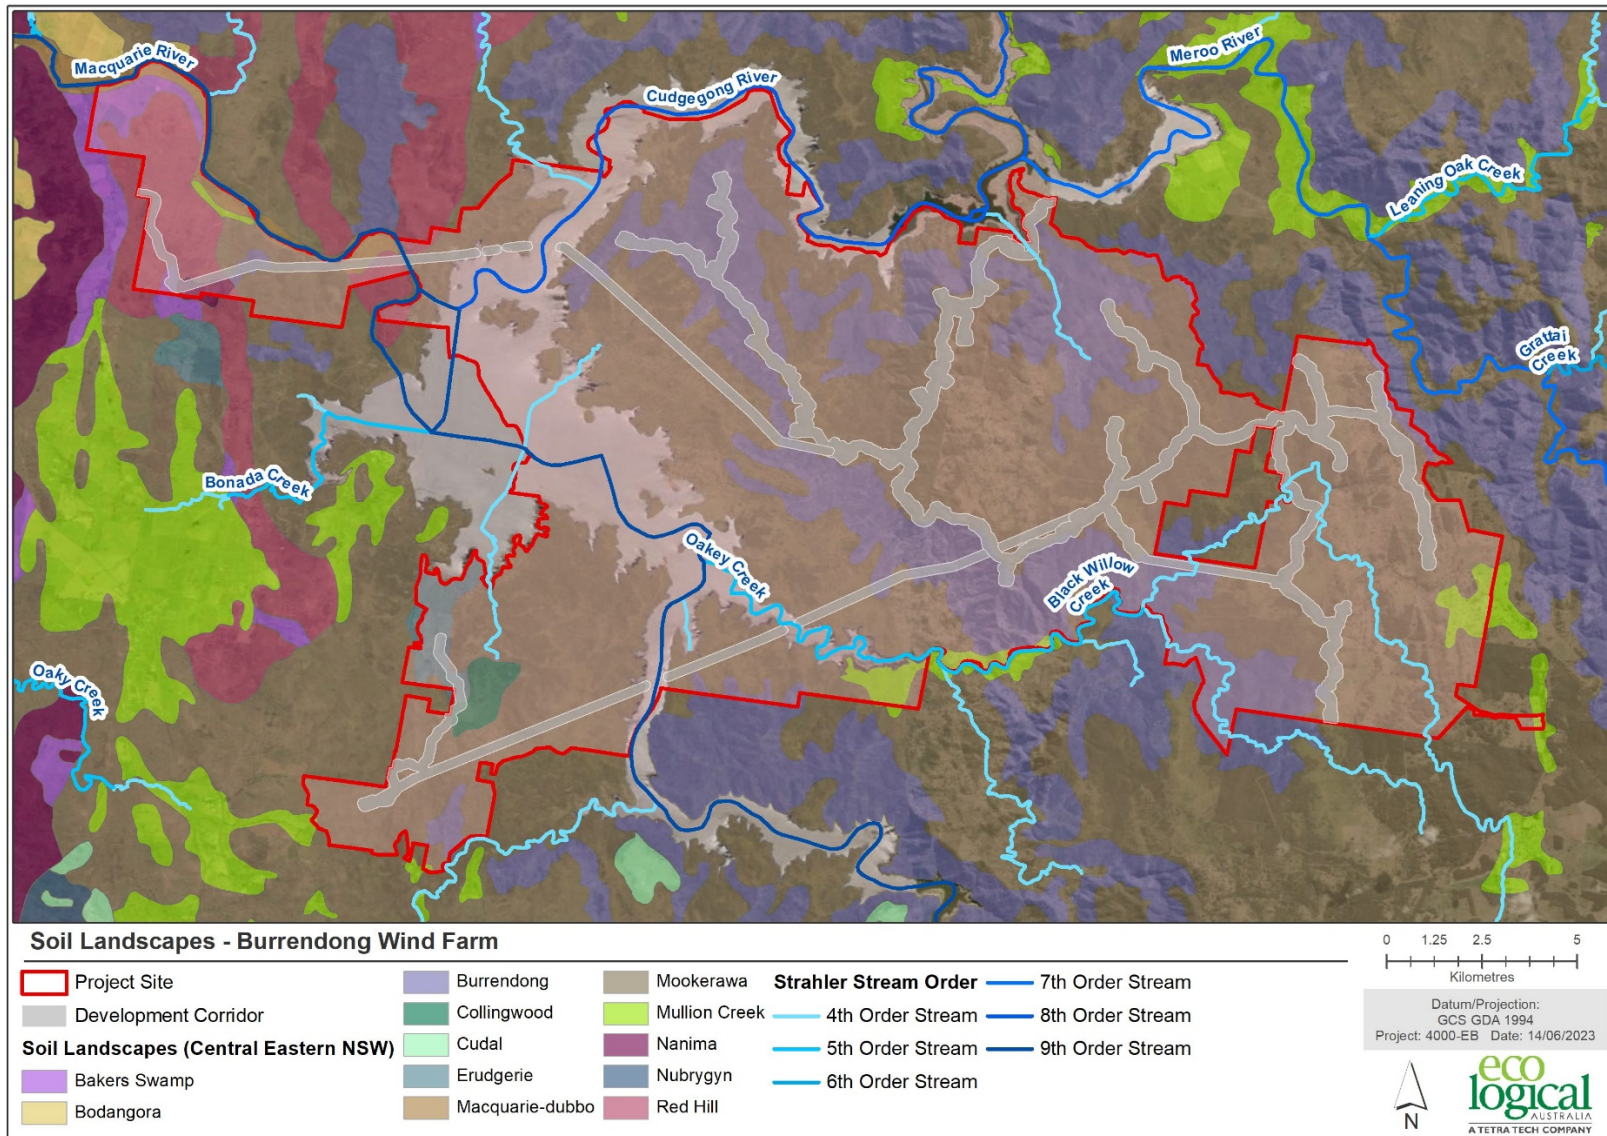 Macquarie River
Cudgegong River
Meroo River
Leaning Oak Creek
Grattai
Creek
Bonada Creek
Oakey Creek
Black Willow
Creek
Oaky Creek
Soil Landscapes - Burrendong Wind Farm
Project Site
Development Corridor
Soil Landscapes (Central Eastern NSW)
Bakers Swamp
Bodangora
Burrendong
Collingwood
Cudal
Erudgerie
Macquarie-dubbo
Mookerawa
Mullion Creek
Nanima
Nubrygyn
Red Hill
Strahler Stream Order
4th Order Stream
5th Order Stream
6th Order Stream
7th Order Stream
8th Order Stream
9th Order Stream
0 1.25 2.5 5
Kilometres
Datum/Projection:
GCS GDA 1994
Project: 4000-EB Date: 14/06/2023
N
eco
logical
AUSTRALIA
A TETRA TECH COMPANY